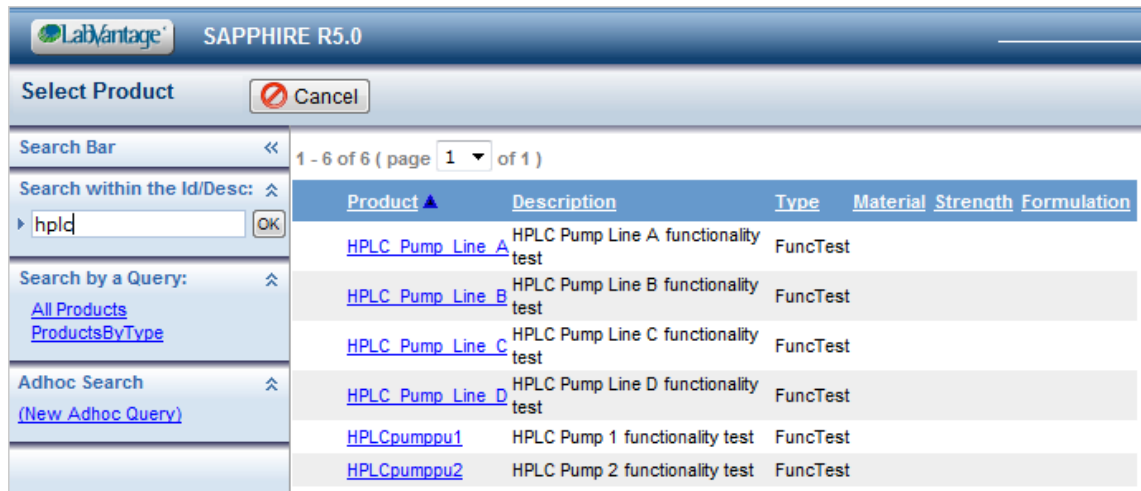 LabVantage
SAPPHIRE R5.0
Select Product
Cancel
Search Bar
Search within the Id/Desc:
hplc
OK
Search by a Query:
All Products
ProductsByType
Adhoc Search
(New Adhoc Query)
1 - 6 of 6 ( page 1 of 1 )
Product Description Type Material Strength Formulation
HPLC_Pump_Line_A HPLC Pump Line A functionality test FuncTest
HPLC_Pump_Line_B HPLC Pump Line B functionality test FuncTest
HPLC_Pump_Line_C HPLC Pump Line C functionality test FuncTest
HPLC_Pump_Line_D HPLC Pump Line D functionality test FuncTest
HPLCpumppu1 HPLC Pump 1 functionality test FuncTest
HPLCpumppu2 HPLC Pump 2 functionality test FuncTest